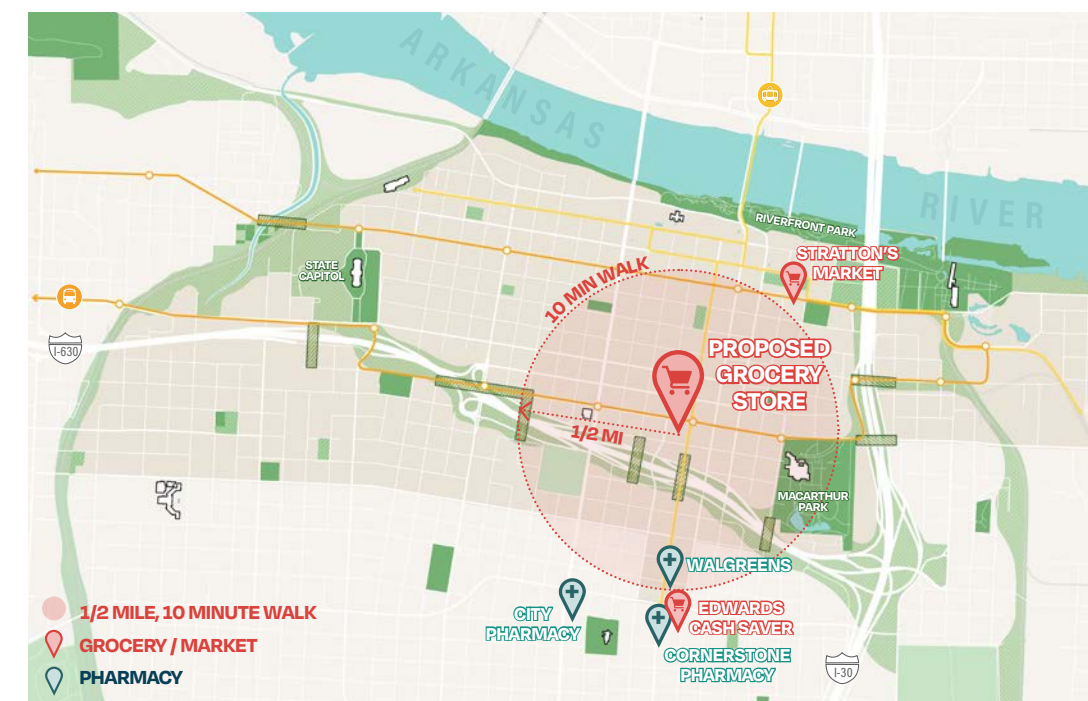 ARKANSAS
RIVER
RIVERFRONT PARK
STRATTON'S
MARKET
STATE
CAPITOL
10 MIN WALK
I-630
PROPOSED
GROCERY
STORE
1/2 MI
MACARTHUR
PARK
WALGREENS
CITY
PHARMACY
EDWARDS
CASH SAVER
CORNERSTONE
PHARMACY
I-30
1/2 MILE, 10 MINUTE WALK
GROCERY / MARKET
PHARMACY